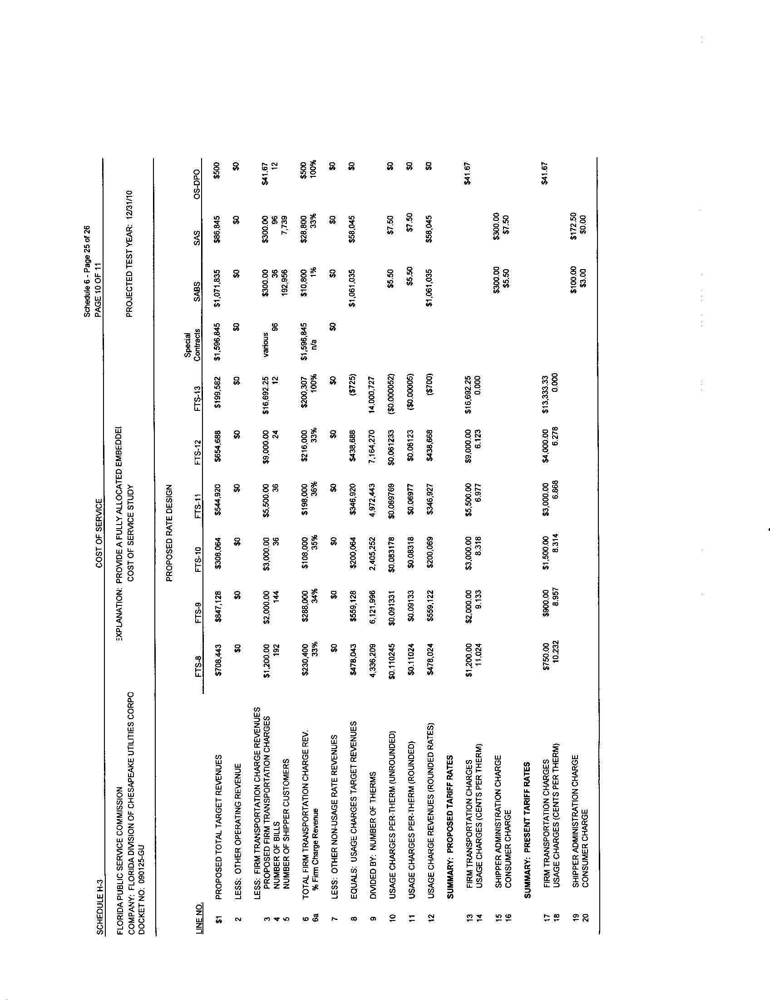 Schedule 6 - Page 25 of 26
SCHEDULE H-3 COST OF SERVICE PAGE 10 OF 11
FLORIDA PUBLIC SERVICE COMMISSION EXPLANATION: PROVIDE A FULLY ALLOCATED EMBEDDED
COMPANY: FLORIDA DIVISION OF CHESAPEAKE UTILITIES CORPO COST OF SERVICE STUDY PROJECTED TEST YEAR: 12/31/10
DOCKET NO: 090125-GU
PROPOSED RATE DESIGN
Special
LINE NO. FTS-8 FTS-9 FTS-10 FTS-11 FTS-12 FTS-13 Contracts SABS SAS OS-DPO
$1 PROPOSED TOTAL TARGET REVENUES $708,443 $847,128 $308,064 $544,920 $654,688 $199,582 $1,596,845 $1,071,835 $86,845 $500
2 LESS: OTHER OPERATING REVENUE $0 $0 $0 $0 $0 $0 $0 $0 $0 $0
LESS: FIRM TRANSPORTATION CHARGE REVENUES
3 PROPOSED FIRM TRANSPORTATION CHARGES $1,200.00 $2,000.00 $3,000.00 $5,500.00 $9,000.00 $16,692.25 various $300.00 $300.00 $41.67
4 NUMBER OF BILLS 192 144 36 36 24 12 96 36 96 12
5 NUMBER OF SHIPPER CUSTOMERS 192,956 7,739
6 TOTAL FIRM TRANSPORTATION CHARGE REV. $230,400 $288,000 $108,000 $198,000 $216,000 $200,307 $1,596,845 $10,800 $28,800 $500
6a % Firm Charge Revenue 33% 34% 35% 36% 33% 100% n/a 1% 33% 100%
7 LESS: OTHER NON-USAGE RATE REVENUES $0 $0 $0 $0 $0 $0 $0 $0 $0 $0
8 EQUALS: USAGE CHARGES TARGET REVENUES $478,043 $559,128 $200,064 $346,920 $438,688 ($725) $1,061,035 $58,045 $0
9 DIVIDED BY: NUMBER OF THERMS 4,336,209 6,121,996 2,405,252 4,972,443 7,164,270 14,000,727
10 USAGE CHARGES PER-THERM (UNROUNDED) $0.110245 $0.091331 $0.083178 $0.069769 $0.061233 ($0.000052) $5.50 $7.50 $0
11 USAGE CHARGES PER-THERM (ROUNDED) $0.11024 $0.09133 $0.08318 $0.06977 $0.06123 ($0.00005) $5.50 $7.50 $0
12 USAGE CHARGE REVENUES (ROUNDED RATES) $478,024 $559,122 $200,069 $346,927 $438,668 ($700) $1,061,035 $58,045 $0
SUMMARY: PROPOSED TARIFF RATES
13 FIRM TRANSPORTATION CHARGES $1,200.00 $2,000.00 $3,000.00 $5,500.00 $9,000.00 $16,692.25 $41.67
14 USAGE CHARGES (CENTS PER THERM) 11.024 9.133 8.318 6.977 6.123 0.000
15 SHIPPER ADMINISTRATION CHARGE $300.00 $300.00
16 CONSUMER CHARGE $5.50 $7.50
SUMMARY: PRESENT TARIFF RATES
17 FIRM TRANSPORTATION CHARGES $750.00 $900.00 $1,500.00 $3,000.00 $4,000.00 $13,333.33 $41.67
18 USAGE CHARGES (CENTS PER THERM) 10.232 8.957 8.314 6.868 6.278 0.000
19 SHIPPER ADMINISTRATION CHARGE $100.00 $172.50
20 CONSUMER CHARGE $3.00 $0.00